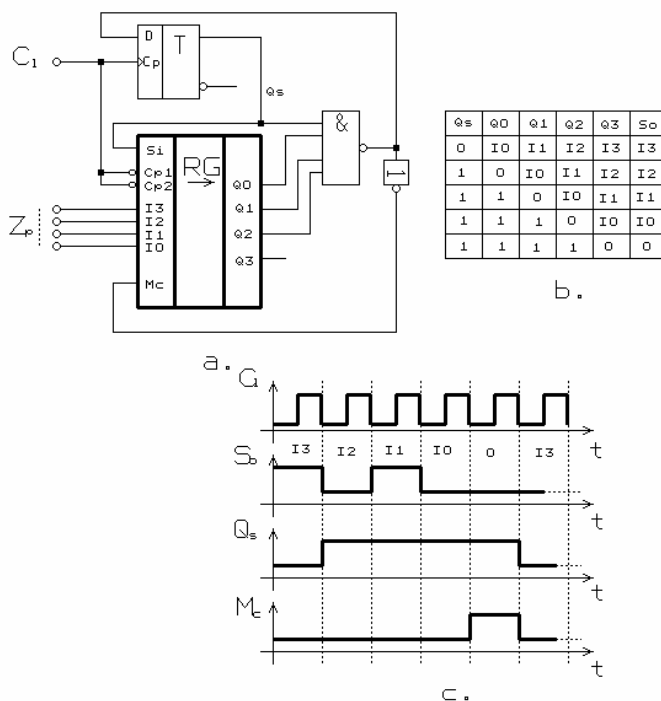 D T
C1
Cp
Qs
&
Si
Cp1 RG
Cp2
Q0
I3 Q1
Zp I2
I1 Q2
I0
Q3
Mc
1
Qs Q0 Q1 Q2 Q3 So
0 I0 I1 I2 I3 I3
1 0 I0 I1 I2 I2
1 1 0 I0 I1 I1
1 1 1 0 I0 I0
1 1 1 1 0 0
b.
a.
C1
t
I3 I2 I1 I0 0 I3
So
t
Qs
t
Mc
t
c.